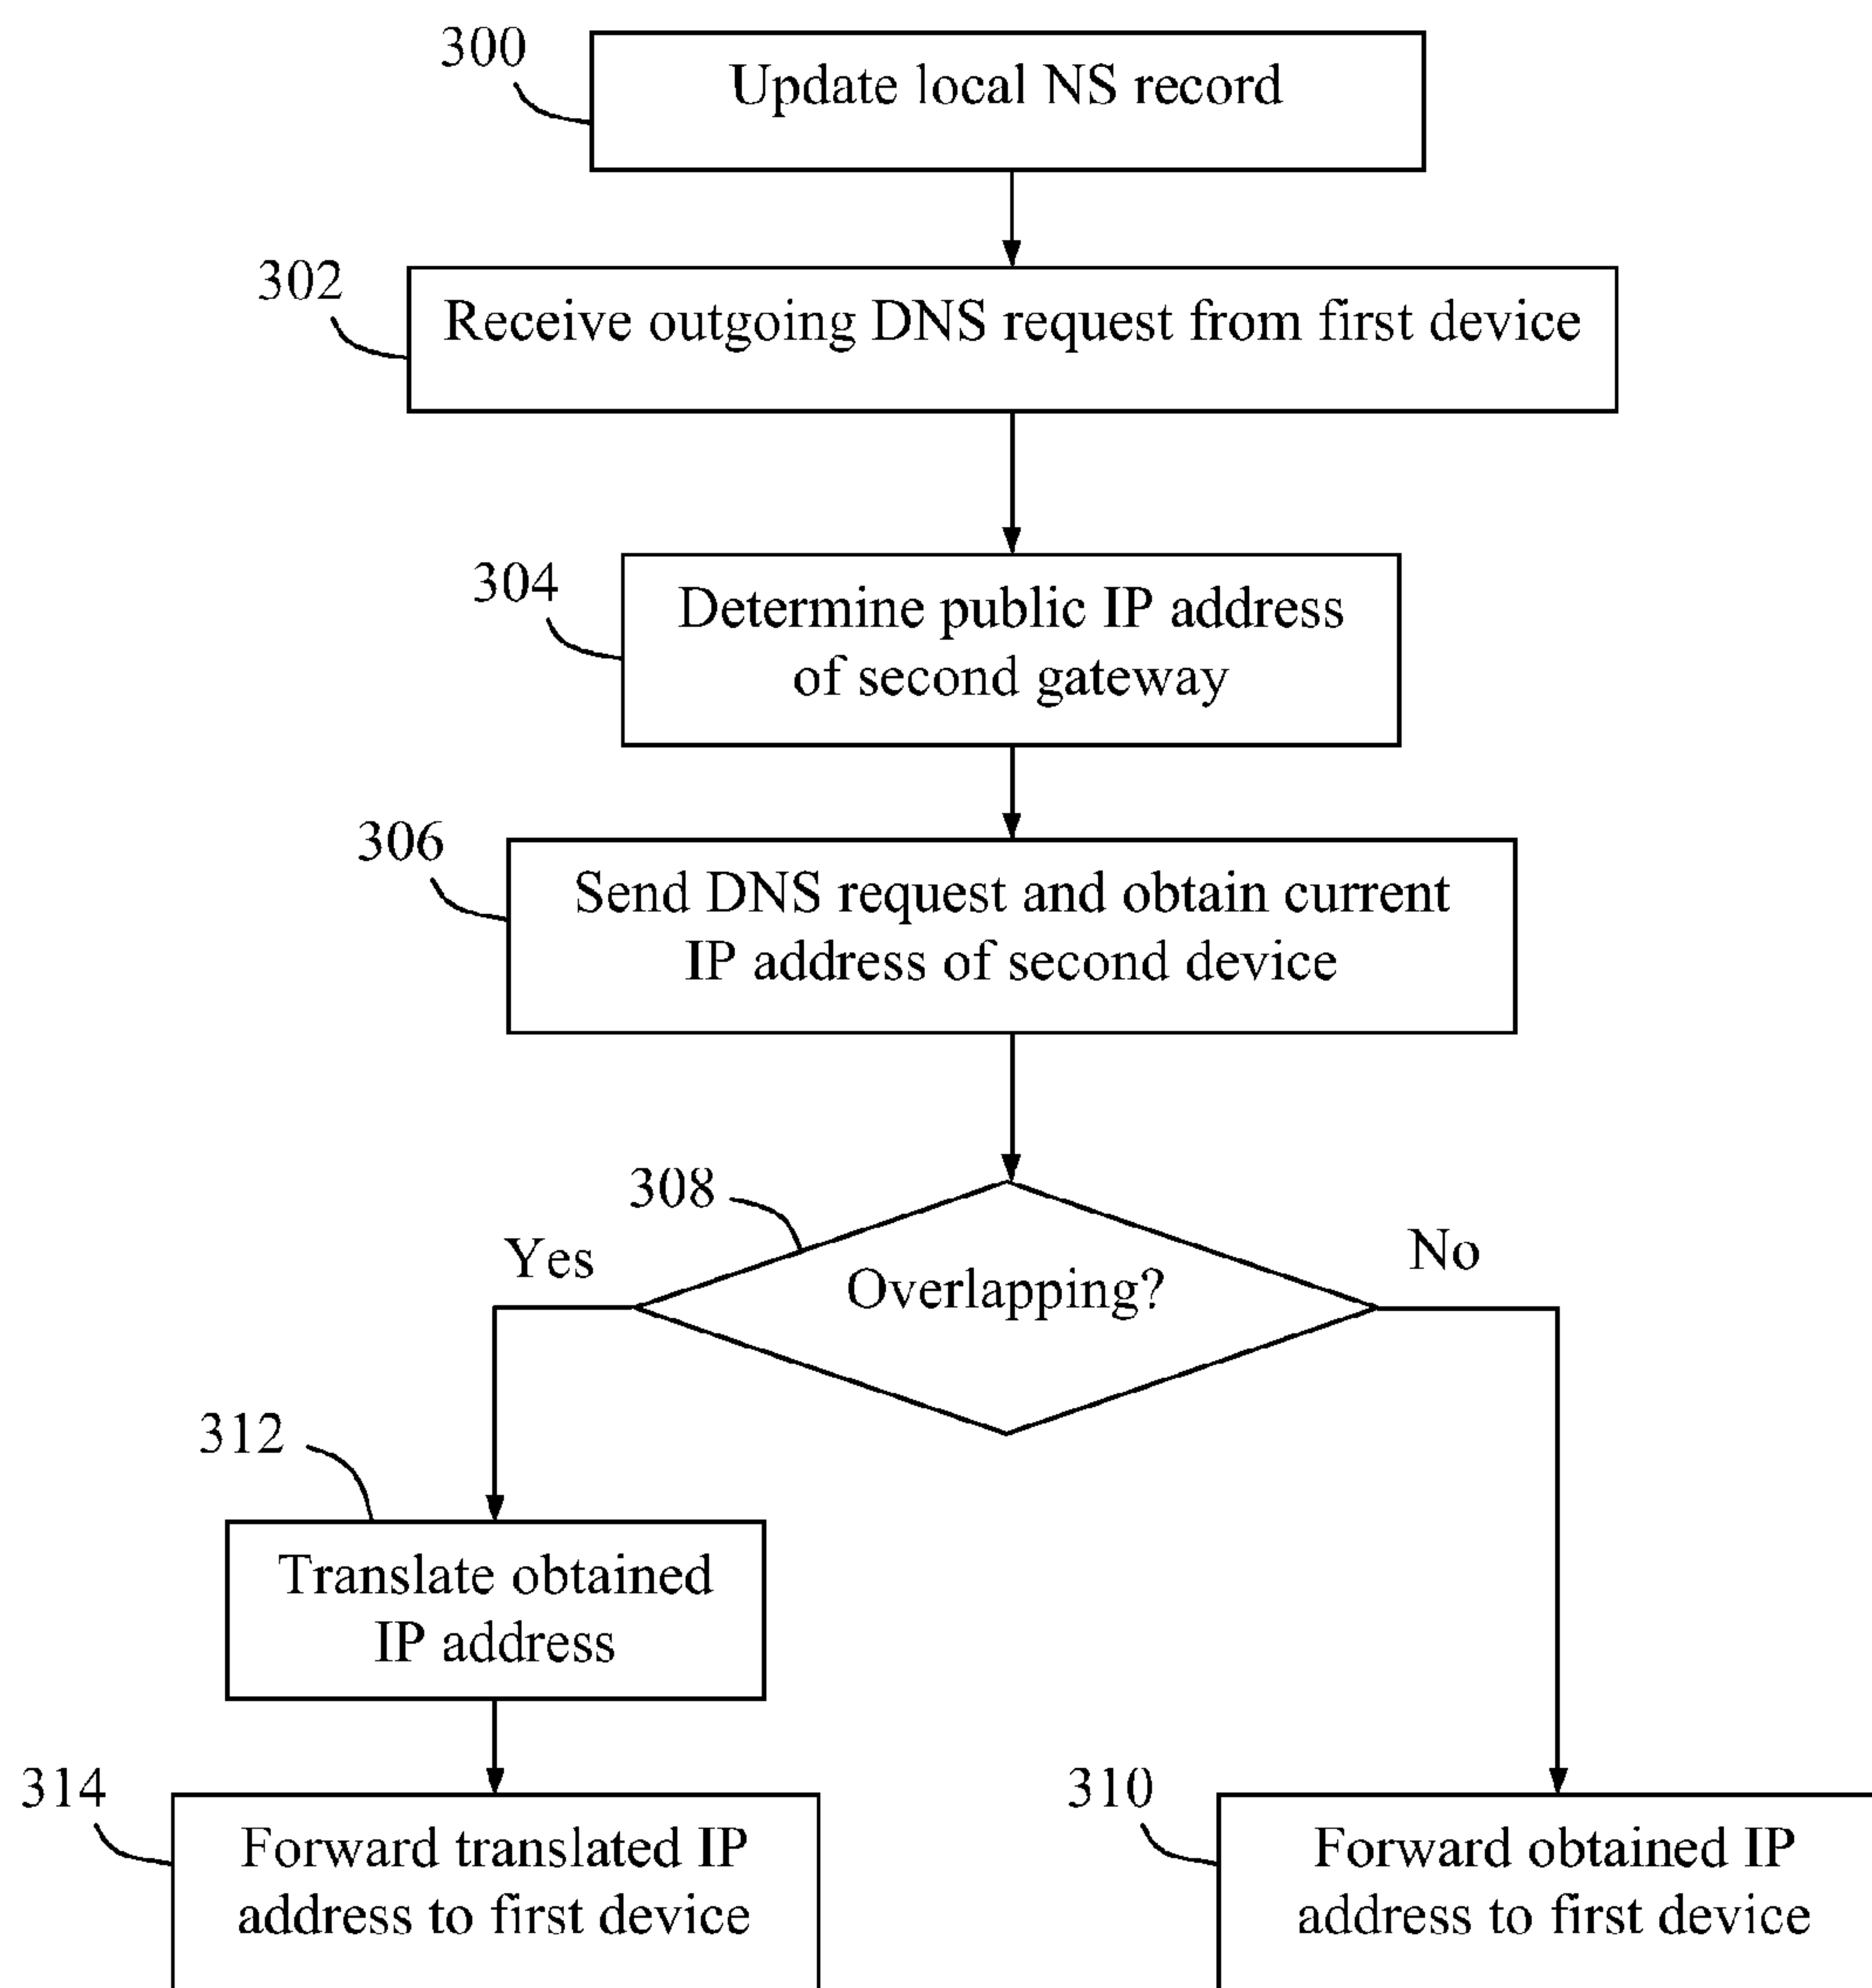 300
Update local NS record
302
Receive outgoing DNS request from first device
304
Determine public IP address
of second gateway
306
Send DNS request and obtain current
IP address of second device
308
Yes
Overlapping?
No
312
Translate obtained
IP address
314
Forward translated IP
address to first device
310
Forward obtained IP
address to first device